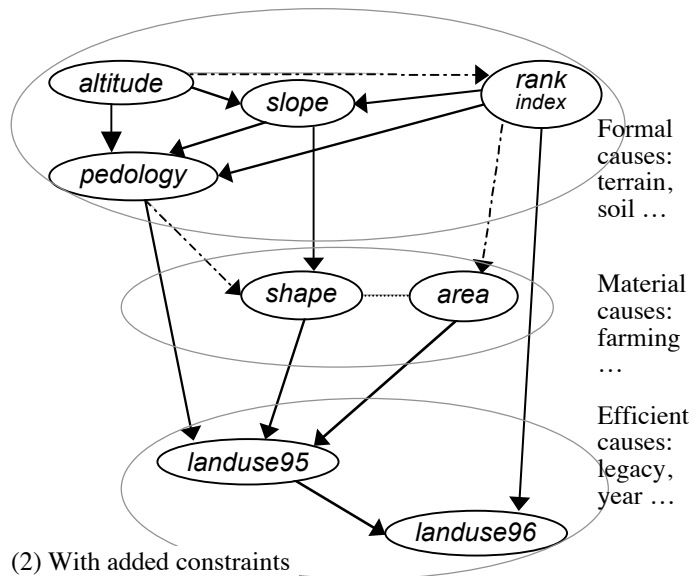 altitude
slope
rank
index
pedology
Formal
causes:
terrain,
soil ...
shape
area
Material
causes:
farming
...
Efficient
causes:
legacy,
year ...
landuse95
landuse96
(2) With added constraints